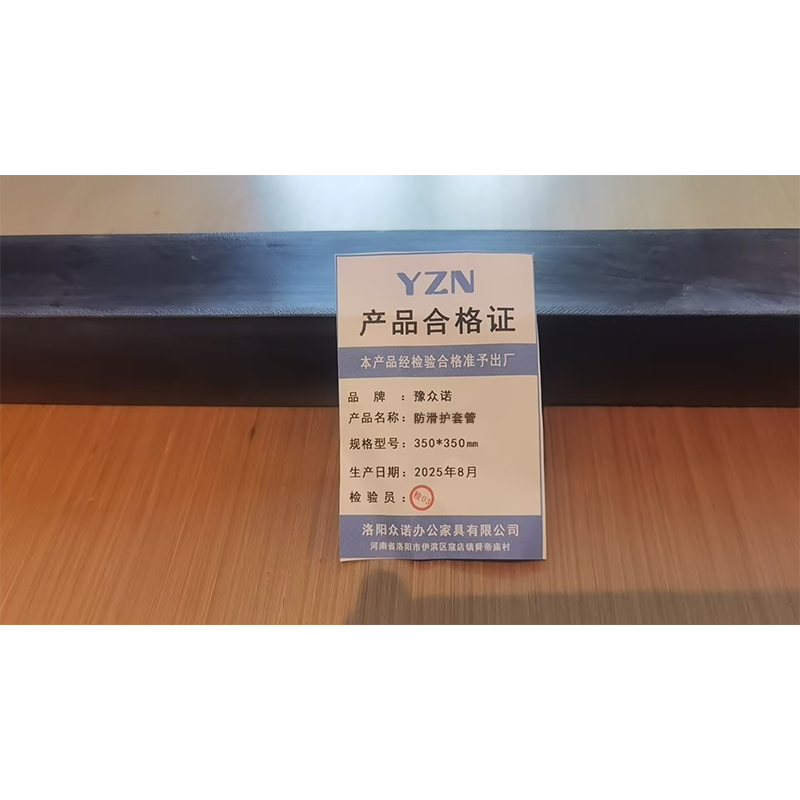 YZN
产品合格证
本产品经检验合格准予出厂
品 牌 ：豫众诺
产品名称：防滑护套管
规格型号：350*350mm
生产日期：2025年8月
检 验 员 ：检03
洛阳众诺办公家具有限公司
河南省洛阳市伊滨区寇店镇舜帝庙村